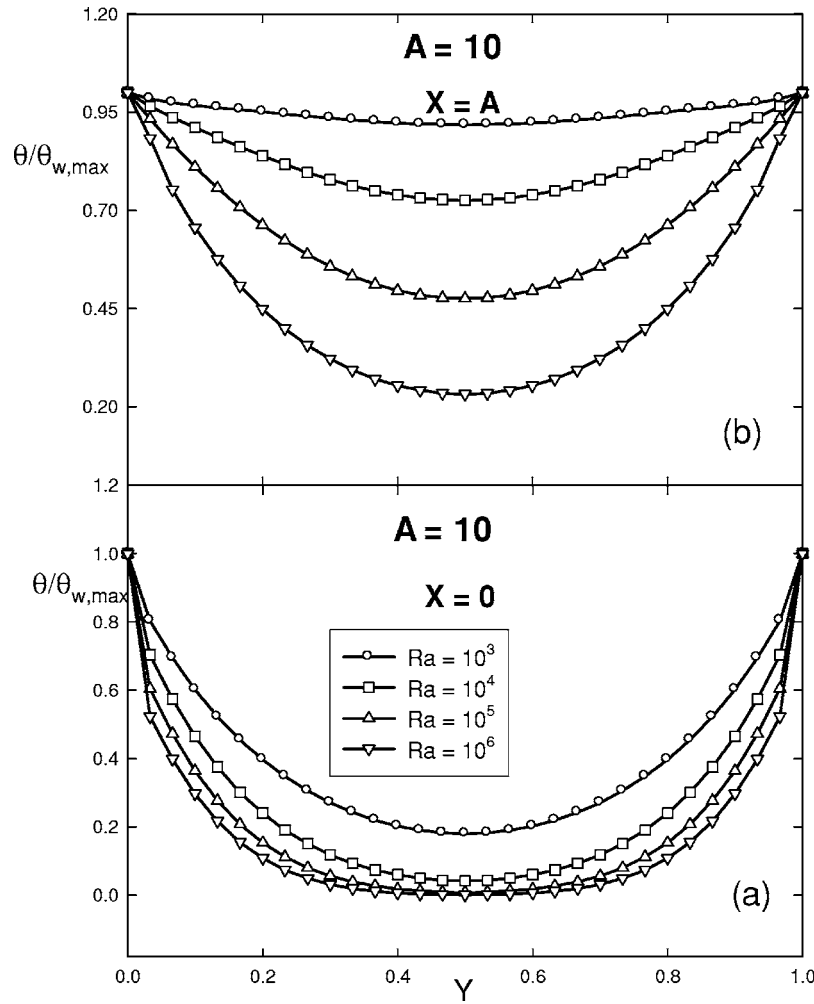 1.20
A = 10
X = A
0.95
θ/θw,max
0.70
0.45
0.20
(b)
1.2
A = 10
1.0
θ/θw,max
X = 0
0.8
Ra = 10³
Ra = 10⁴
0.6
Ra = 10⁵
Ra = 10⁶
0.4
0.2
0.0
(a)
0.0 0.2 0.4 0.6 0.8 1.0
Y